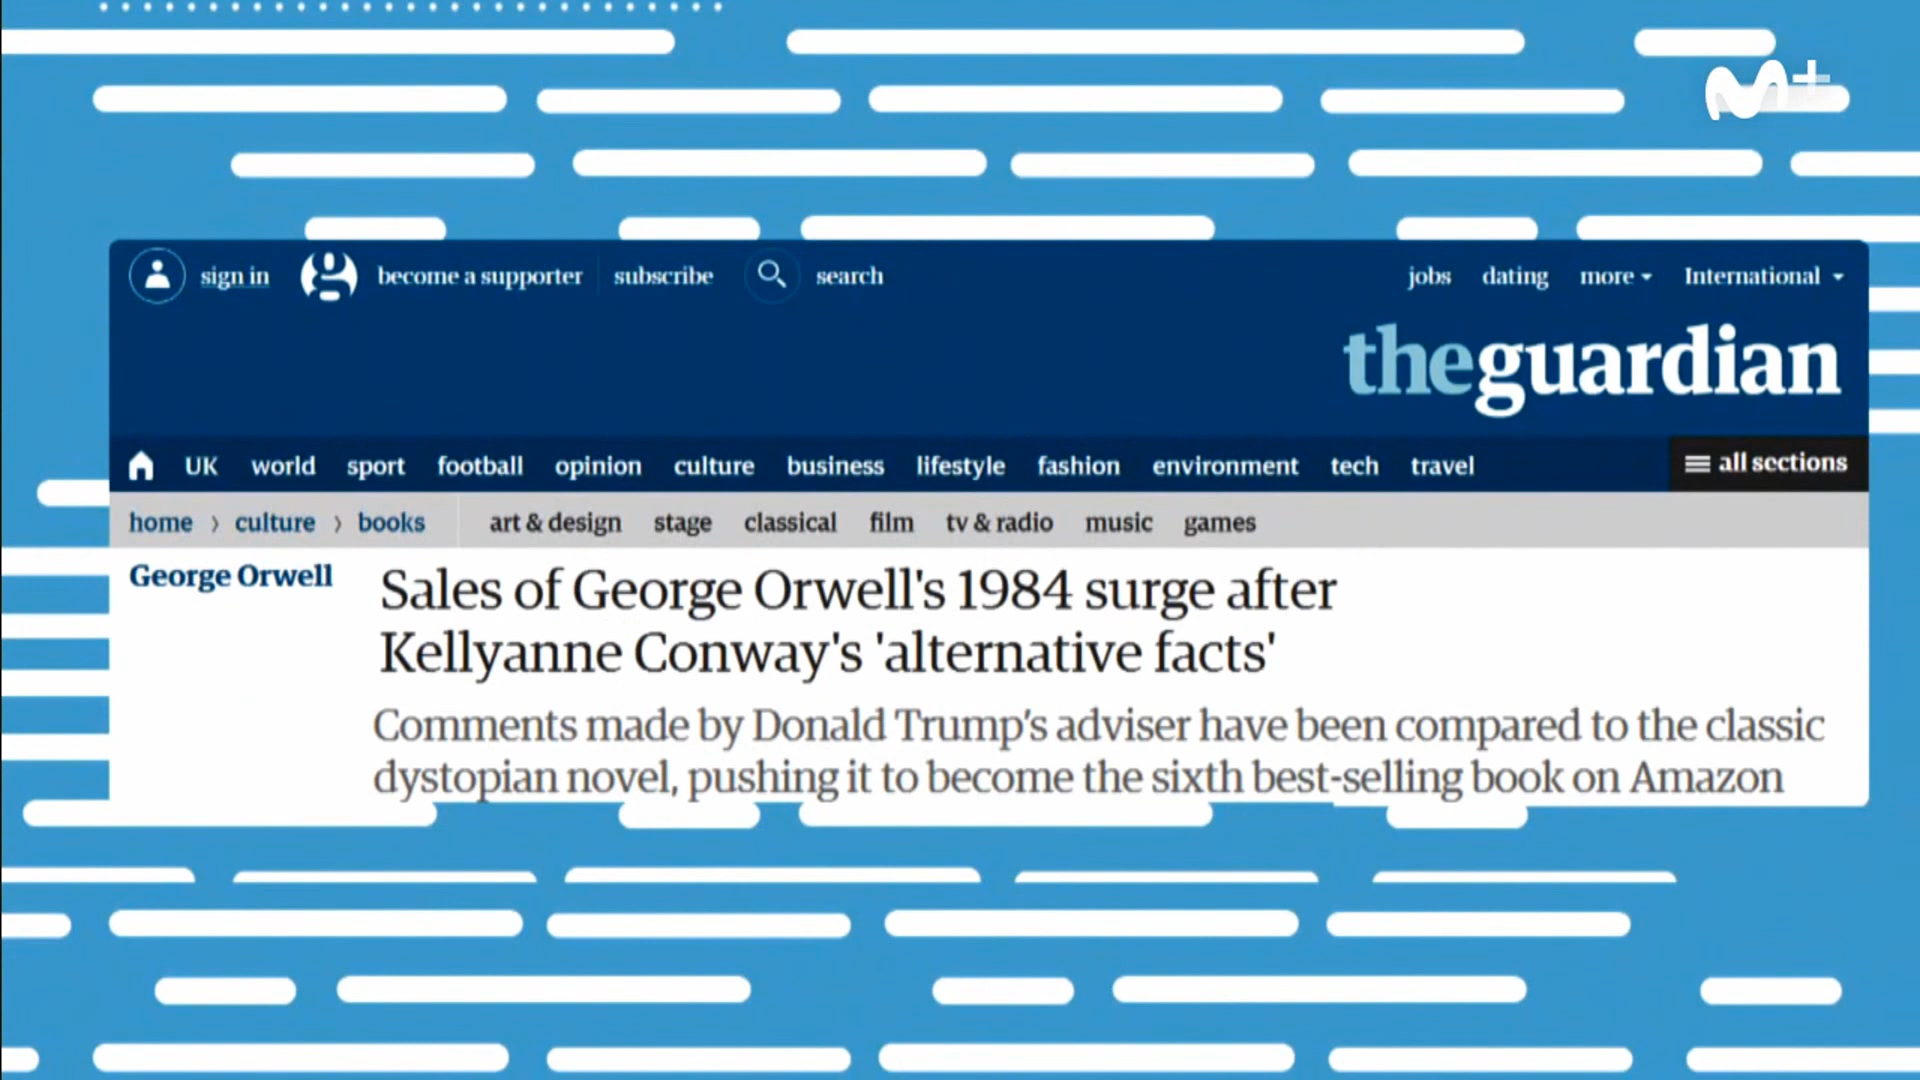 M+
sign in
become a supporter
subscribe
search
jobs
dating
more
International
theguardian
UK
world
sport
football
opinion
culture
business
lifestyle
fashion
environment
tech
travel
all sections
home › culture › books
art & design
stage
classical
film
tv & radio
music
games
George Orwell
Sales of George Orwell's 1984 surge after
Kellyanne Conway's 'alternative facts'
Comments made by Donald Trump's adviser have been compared to the classic
dystopian novel, pushing it to become the sixth best-selling book on Amazon